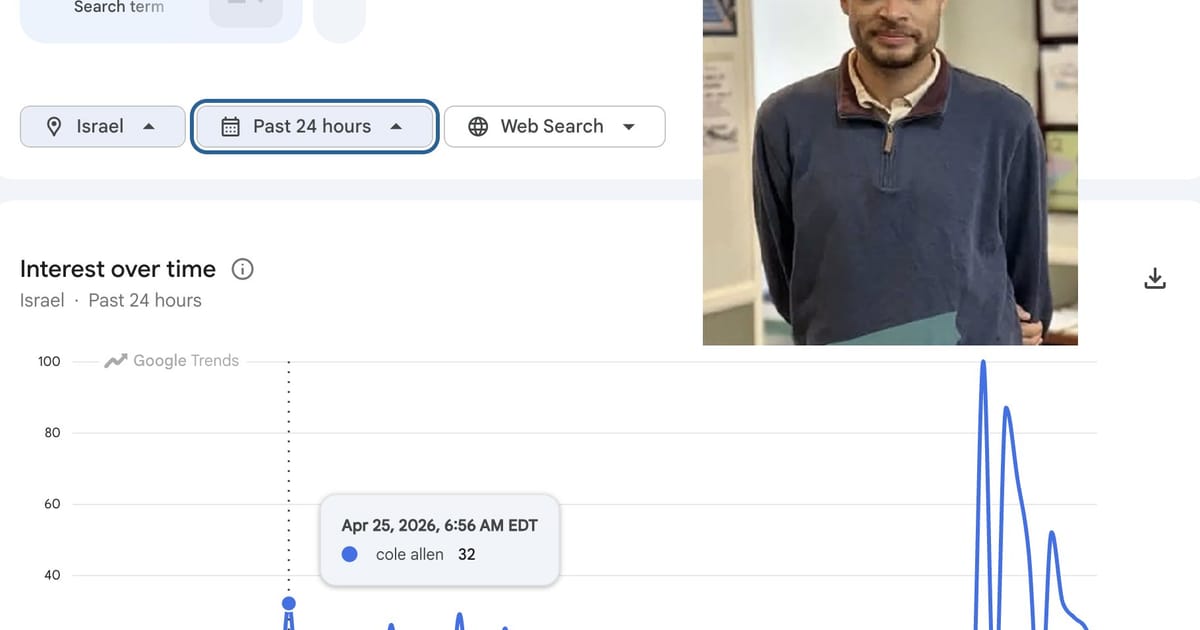 Search term
Israel
Past 24 hours
Web Search
Interest over time
Israel · Past 24 hours
100
Google Trends
80
60
40
Apr 25, 2026, 6:56 AM EDT
cole allen 32